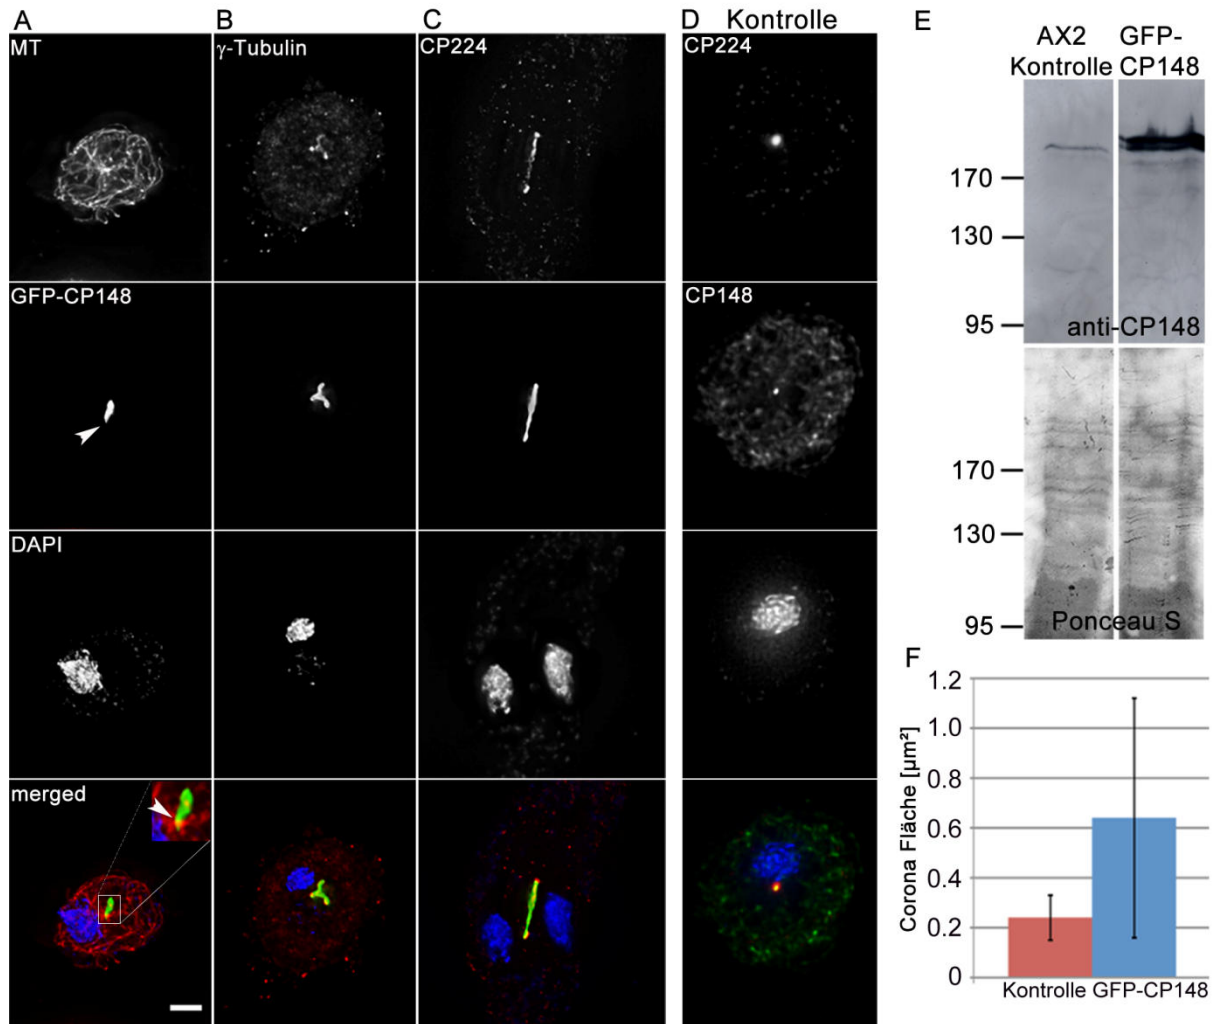 A
B
C
D Kontrolle
E
MT
γ-Tubulin
CP224
CP224
AX2
Kontrolle
GFP-
CP148
170
130
95
anti-CP148
GFP-CP148
CP148
170
130
95
Ponceau S
DAPI
merged
F
Corona Fläche [µm²]
1.2
1.0
0.8
0.6
0.4
0.2
0
Kontrolle GFP-CP148